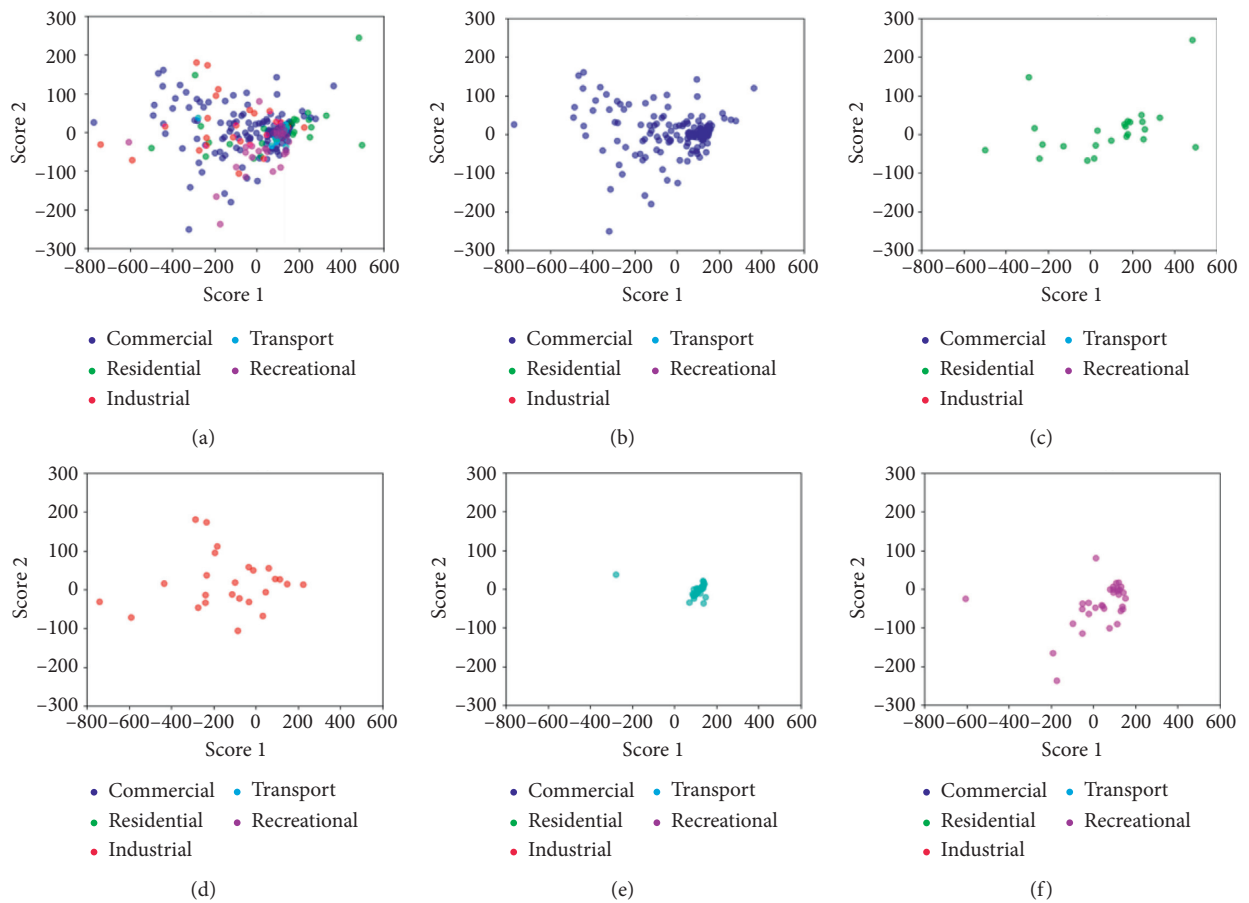 300
200
100
0
−100
−200
−300
Score 2
−800 −600 −400 −200 0 200 400 600
Score 1
Commercial Transport
Residential Recreational
Industrial
(a)
300
200
100
0
−100
−200
−300
Score 2
−800 −600 −400 −200 0 200 400 600
Score 1
Commercial Transport
Residential Recreational
Industrial
(b)
300
200
100
0
−100
−200
−300
Score 2
−800 −600 −400 −200 0 200 400 600
Score 1
Commercial Transport
Residential Recreational
Industrial
(c)
300
200
100
0
−100
−200
−300
Score 2
−800 −600 −400 −200 0 200 400 600
Score 1
Commercial Transport
Residential Recreational
Industrial
(d)
300
200
100
0
−100
−200
−300
Score 2
−800 −600 −400 −200 0 200 400 600
Score 1
Commercial Transport
Residential Recreational
Industrial
(e)
300
200
100
0
−100
−200
−300
Score 2
−800 −600 −400 −200 0 200 400 600
Score 1
Commercial Transport
Residential Recreational
Industrial
(f)